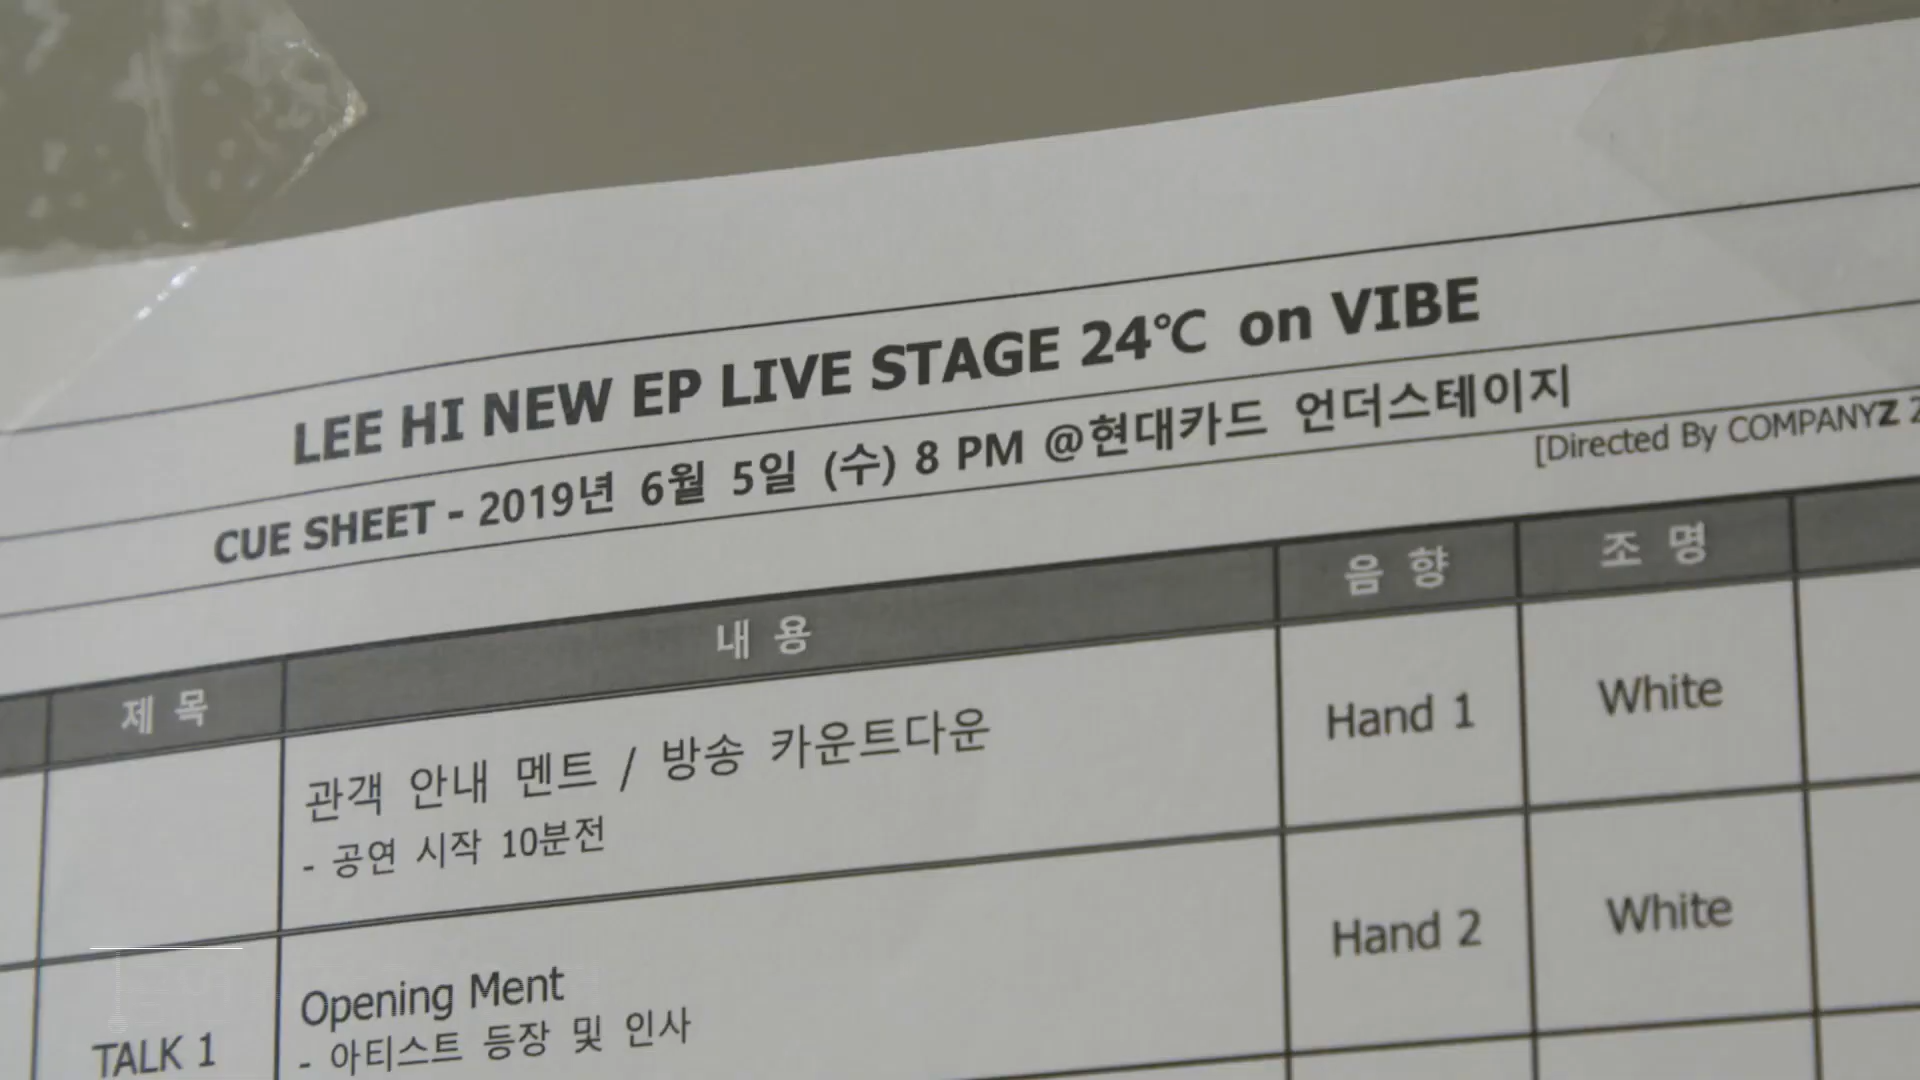 LEE HI NEW EP LIVE STAGE 24℃ on VIBE
CUE SHEET - 2019년 6월 5일 (수) 8 PM @현대카드 언더스테이지
[Directed By COMPANYZ
제 목 내 용 음 향 조 명
관객 안내 멘트 / 방송 카운트다운 Hand 1 White
- 공연 시작 10분전
TALK 1 Opening Ment Hand 2 White
- 아티스트 등장 및 인사